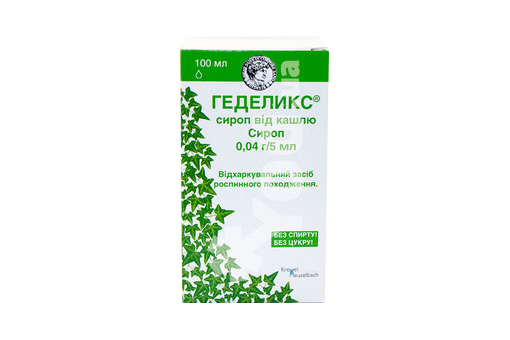 100 мл
ГЕДЕЛИКС®
сироп від кашлю
Сироп
0,04 г/5 мл
Відхаркувальний засіб
рослинного походження.
БЕЗ СПИРТУ!
БЕЗ ЦУКРУ!
Krewel
Meuselbach